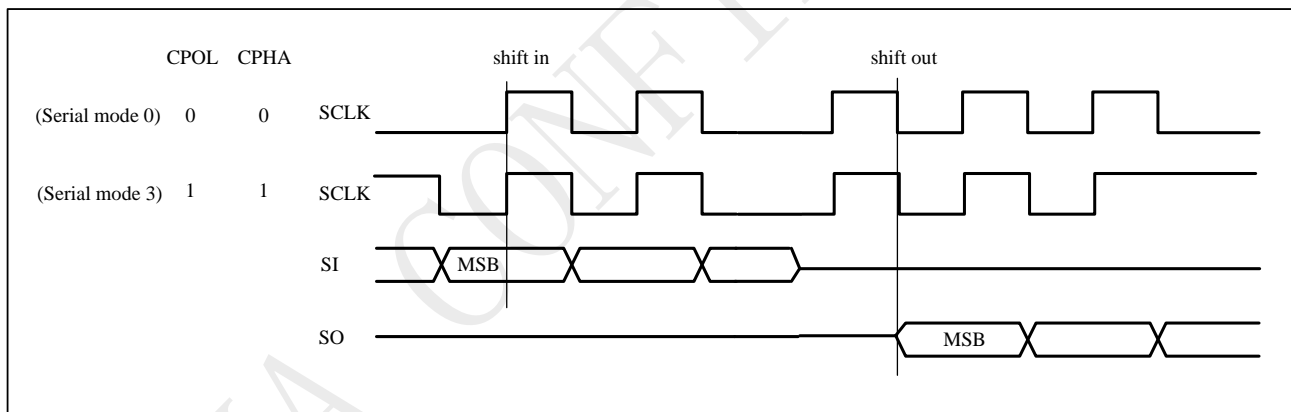 CPOL CPHA shift in shift out
(Serial mode 0) 0 0 SCLK
(Serial mode 3) 1 1 SCLK
SI MSB
SO MSB